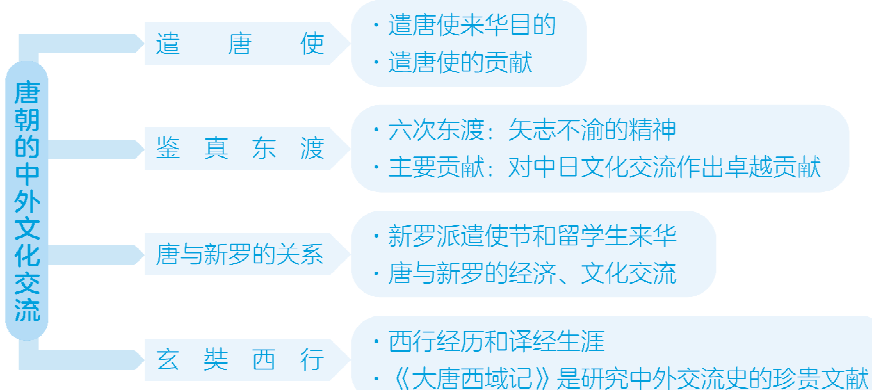 唐朝的中外文化交流
遣唐使
·遣唐使来华目的
·遣唐使的贡献
鉴真东渡
·六次东渡：矢志不渝的精神
·主要贡献：对中日文化交流作出卓越贡献
唐与新罗的关系
·新罗派遣使节和留学生来华
·唐与新罗的经济、文化交流
玄奘西行
·西行经历和译经生涯
·《大唐西域记》是研究中外交流史的珍贵文献